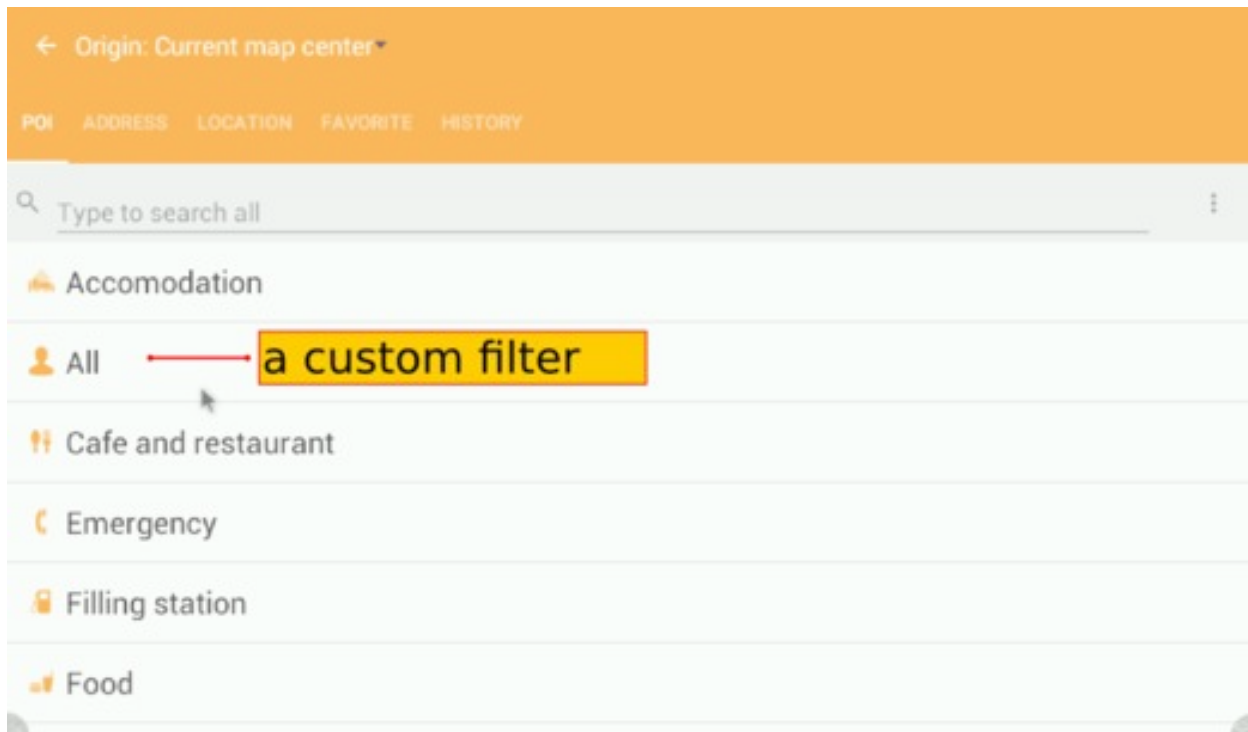 Origin: Current map center
POI ADDRESS LOCATION FAVORITE HISTORY
Type to search all
Accomodation
All a custom filter
Cafe and restaurant
Emergency
Filling station
Food